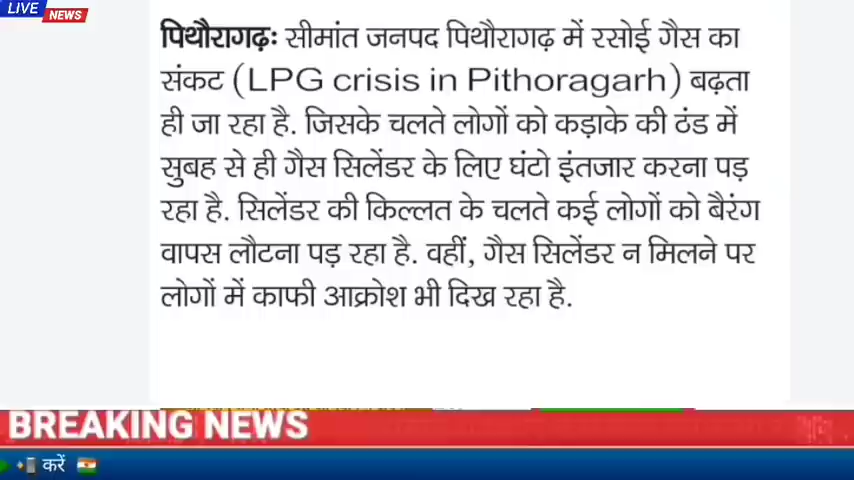 LIVE
NEWS
पिथौरागढ़ः सीमांत जनपद पिथौरागढ़ में रसोई गैस का
संकट (LPG crisis in Pithoragarh) बढ़ता
ही जा रहा है. जिसके चलते लोगों को कड़ाके की ठंड में
सुबह से ही गैस सिलेंडर के लिए घंटो इंतजार करना पड़
रहा है. सिलेंडर की किल्लत के चलते कई लोगों को बैरंग
वापस लौटना पड़ रहा है. वहीं, गैस सिलेंडर न मिलने पर
लोगों में काफी आक्रोश भी दिख रहा है.
BREAKING NEWS
करें